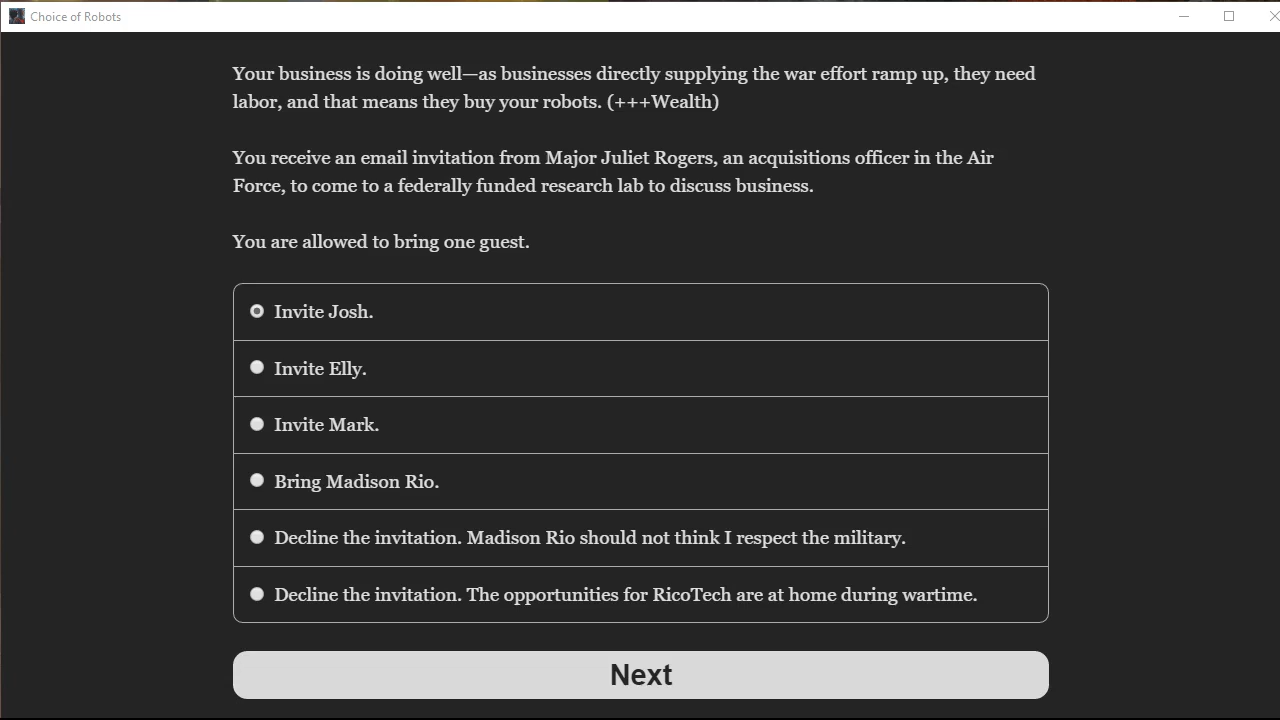 Choice of Robots
Your business is doing well—as businesses directly supplying the war effort ramp up, they need
labor, and that means they buy your robots. (+++Wealth)
You receive an email invitation from Major Juliet Rogers, an acquisitions officer in the Air
Force, to come to a federally funded research lab to discuss business.
You are allowed to bring one guest.
Invite Josh.
Invite Elly.
Invite Mark.
Bring Madison Rio.
Decline the invitation. Madison Rio should not think I respect the military.
Decline the invitation. The opportunities for RicoTech are at home during wartime.
Next